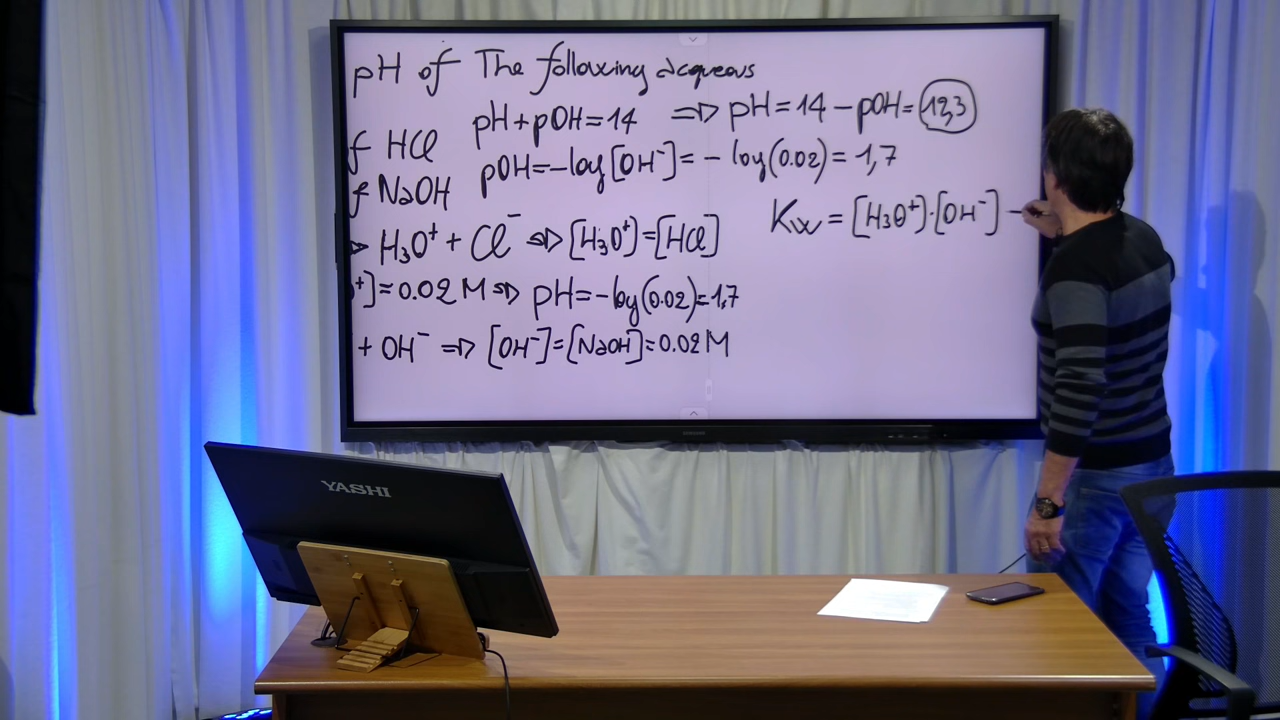 pH of The following acqueous
pH+pOH=14 => pH=14-pOH=12,3
f HCl
pOH=-log[OH⁻]=-log(0.02)=1,7
f NaOH
H₃O⁺+Cl⁻ => [H₃O⁺]=[HCl]
Kw=[H₃O⁺]·[OH⁻]
⁺]=0.02M => pH=-log(0.02)=1,7
+ OH⁻ => [OH⁻]=[NaOH]=0.02M
YASHI